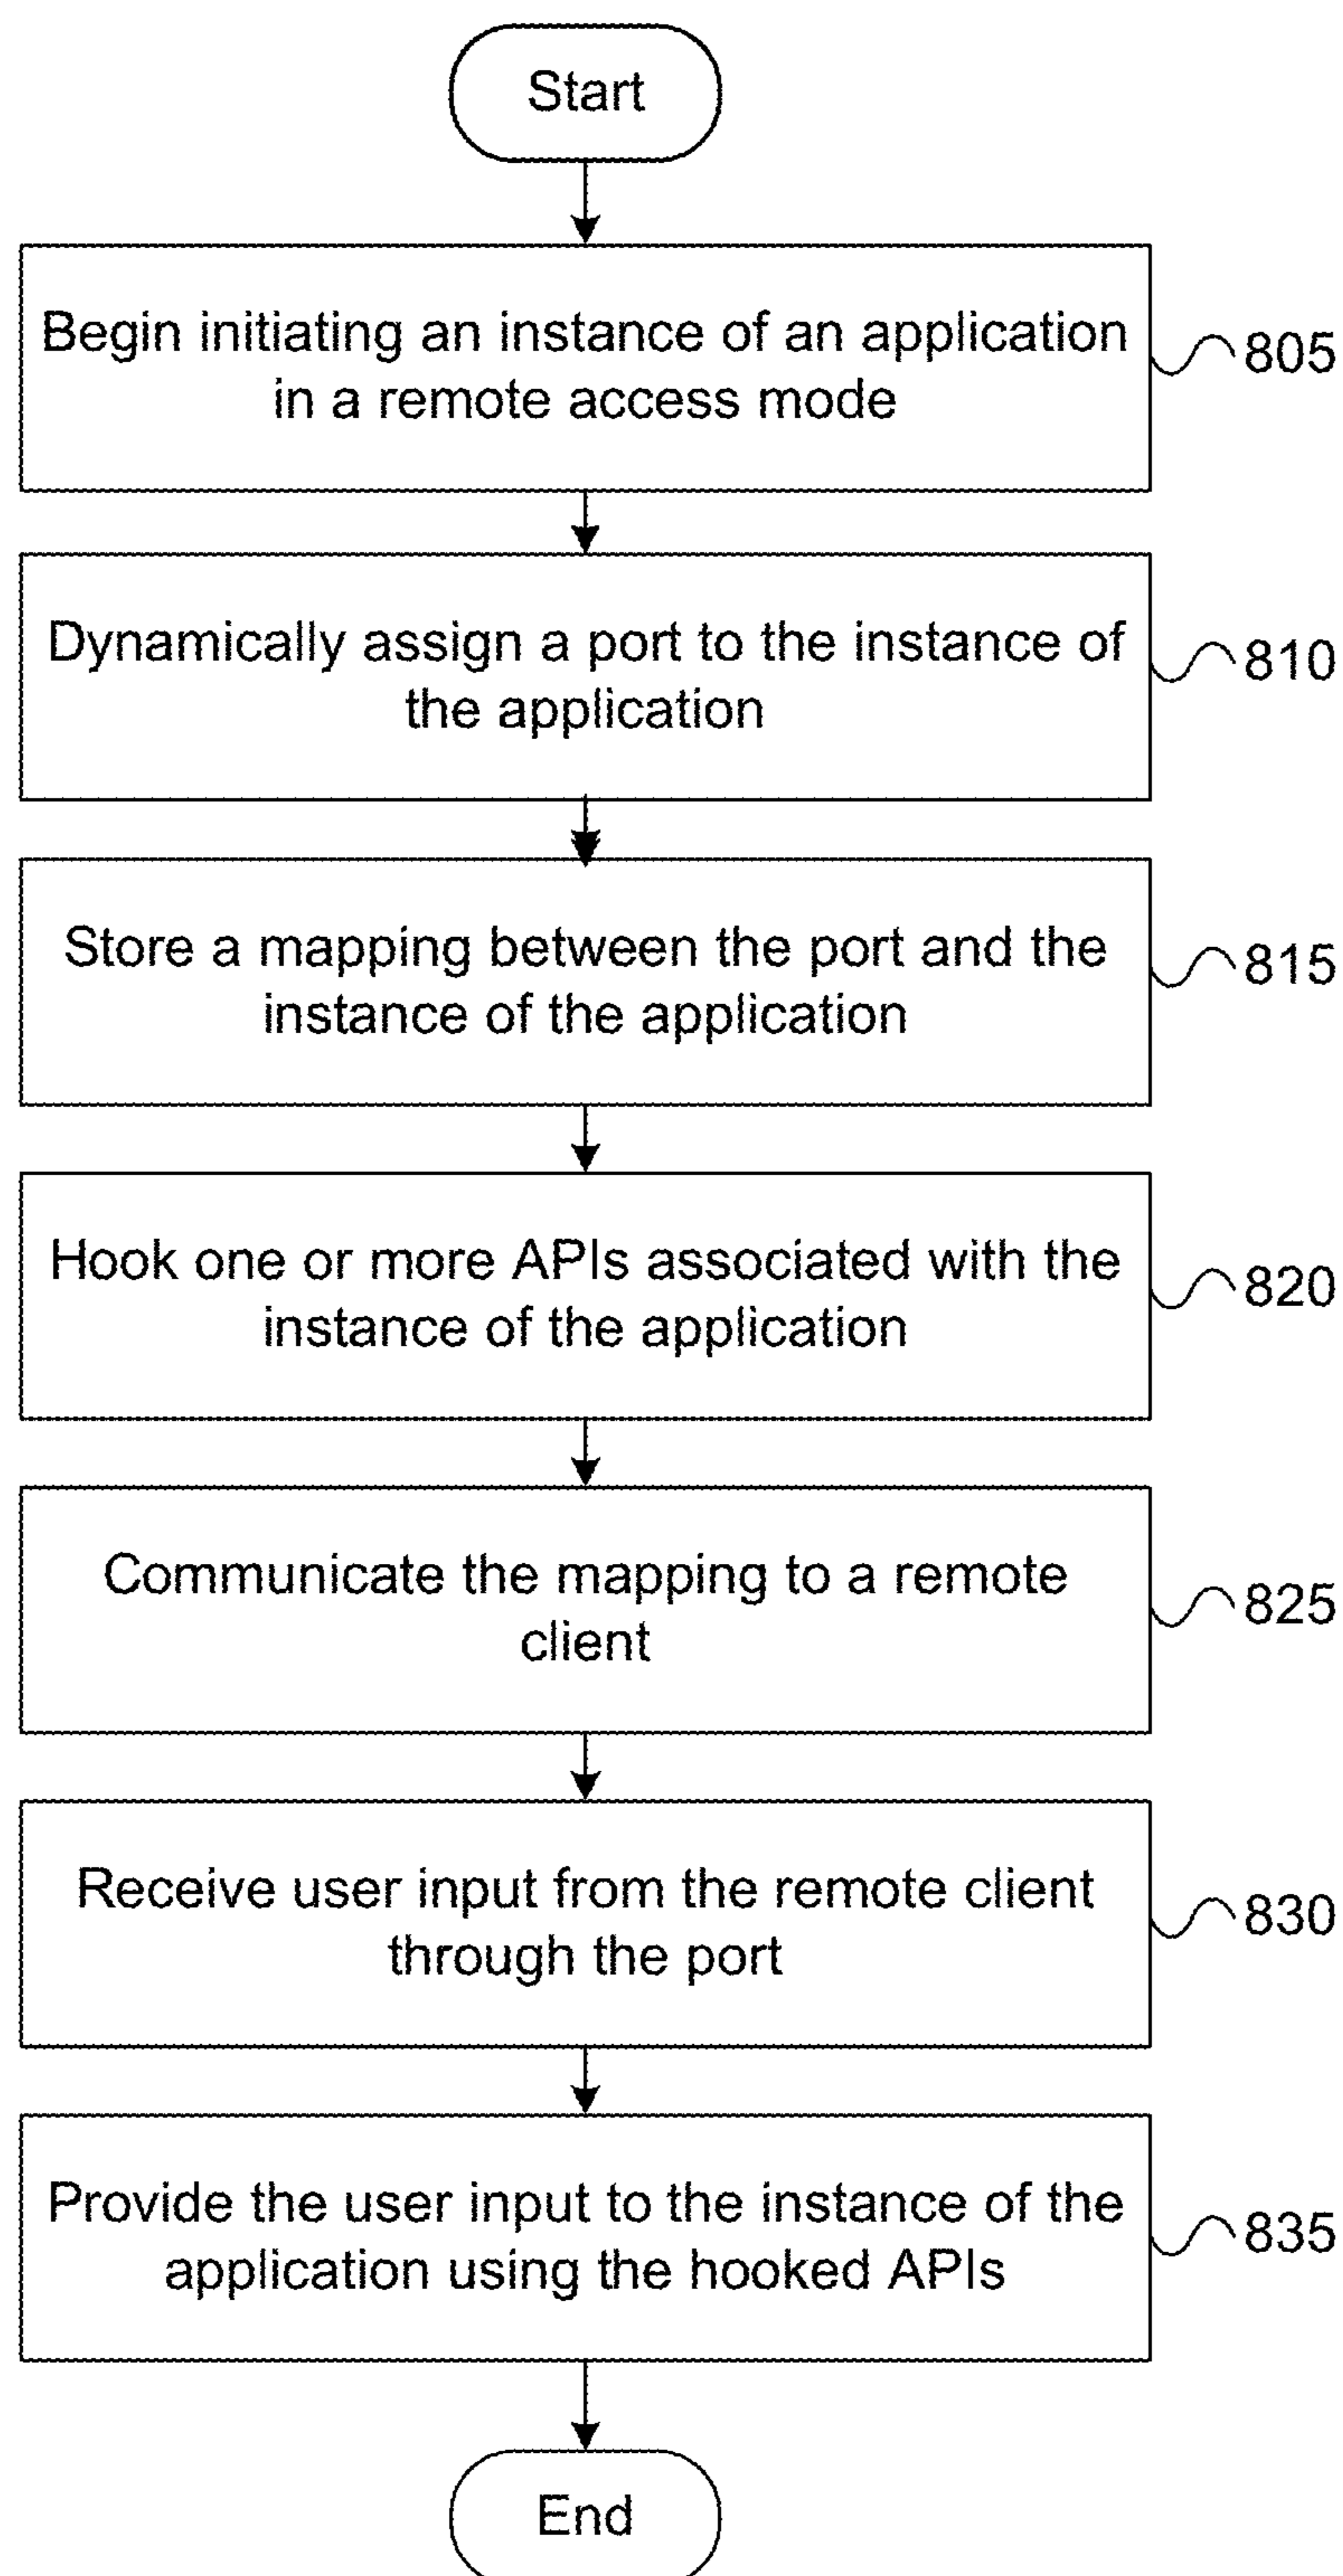 Start
Begin initiating an instance of an application
in a remote access mode
805
Dynamically assign a port to the instance of
the application
810
Store a mapping between the port and the
instance of the application
815
Hook one or more APIs associated with the
instance of the application
820
Communicate the mapping to a remote
client
825
Receive user input from the remote client
through the port
830
Provide the user input to the instance of the
application using the hooked APIs
835
End